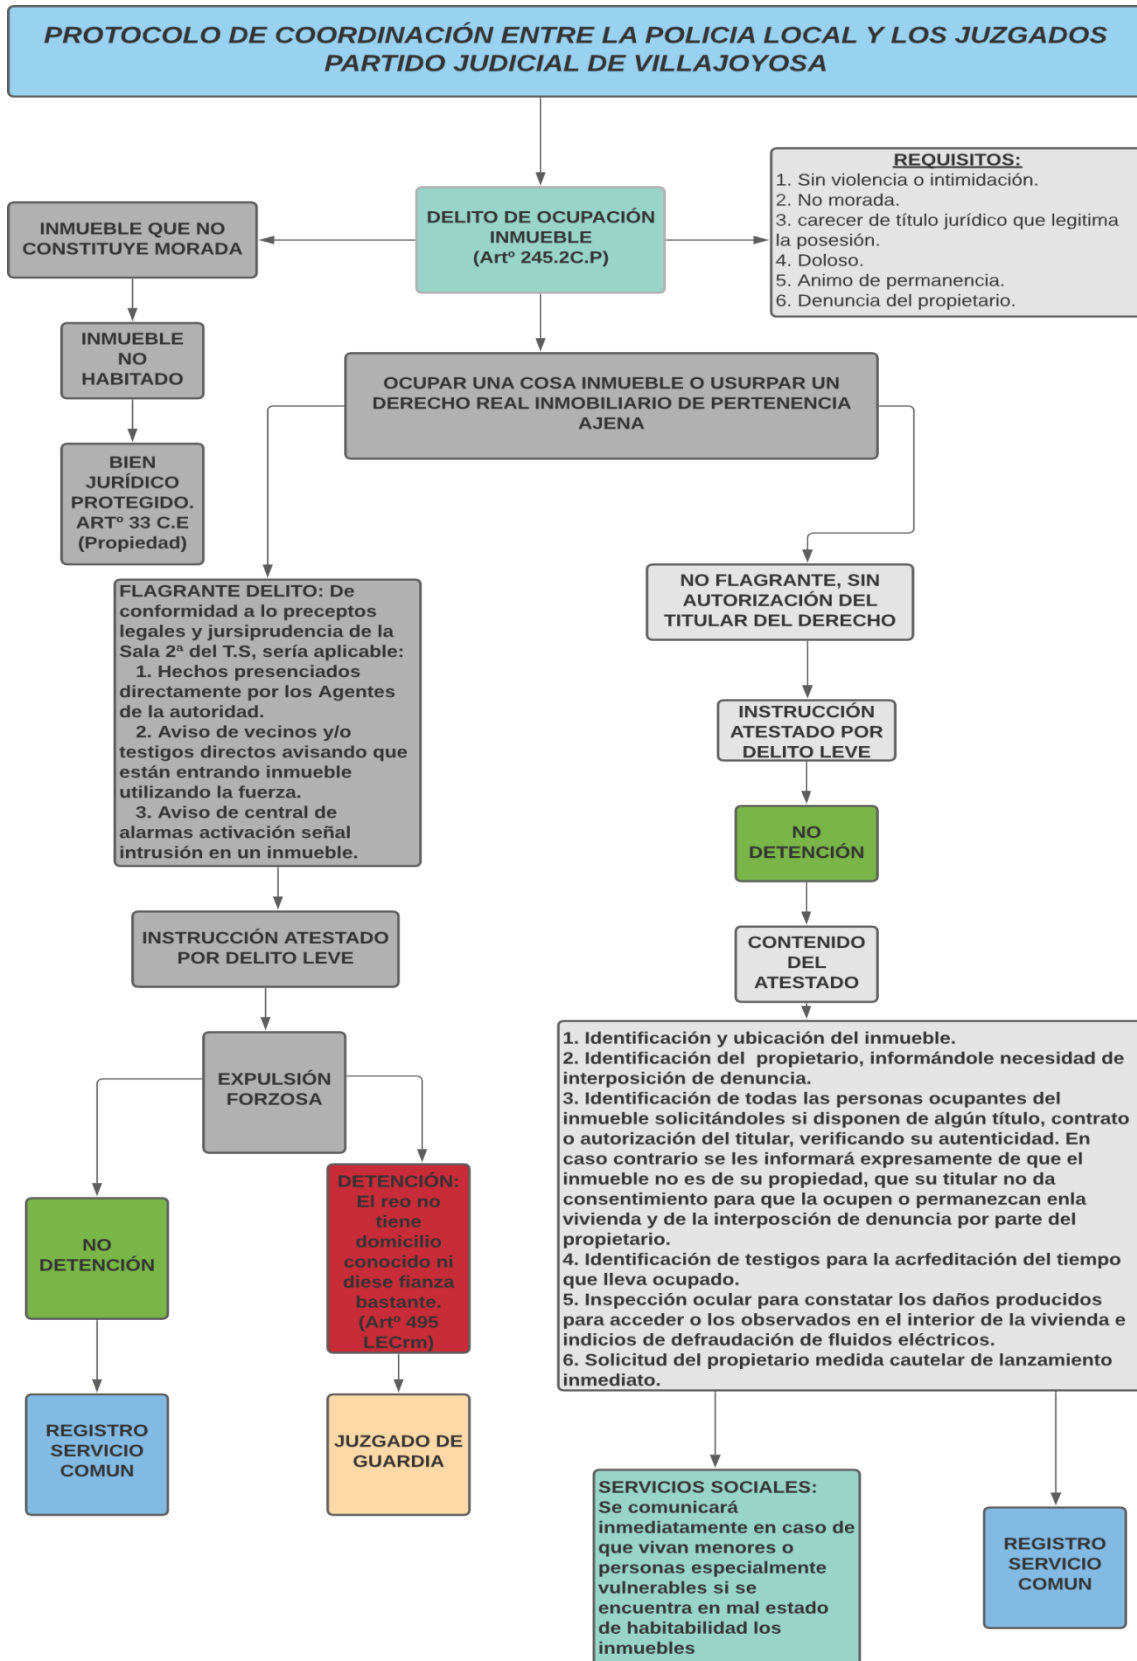 PROTOCOLO DE COORDINACIÓN ENTRE LA POLICIA LOCAL Y LOS JUZGADOS
PARTIDO JUDICIAL DE VILLAJOYOSA
DELITO DE OCUPACIÓN
INMUEBLE
(Artº 245.2C.P)
REQUISITOS:
1. Sin violencia o intimidación.
2. No morada.
3. carecer de título jurídico que legitima
la posesión.
4. Doloso.
5. Animo de permanencia.
6. Denuncia del propietario.
INMUEBLE QUE NO
CONSTITUYE MORADA
INMUEBLE
NO
HABITADO
BIEN
JURÍDICO
PROTEGIDO.
ARTº 33 C.E
(Propiedad)
OCUPAR UNA COSA INMUEBLE O USURPAR UN
DERECHO REAL INMOBILIARIO DE PERTENENCIA
AJENA
FLAGRANTE DELITO: De
conformidad a lo preceptos
legales y jursiprudencia de la
Sala 2ª del T.S, sería aplicable:
1. Hechos presenciados
directamente por los Agentes
de la autoridad.
2. Aviso de vecinos y/o
testigos directos avisando que
están entrando inmueble
utilizando la fuerza.
3. Aviso de central de
alarmas activación señal
intrusión en un inmueble.
INSTRUCCIÓN ATESTADO
POR DELITO LEVE
EXPULSIÓN
FORZOSA
NO
DETENCIÓN
REGISTRO
SERVICIO
COMUN
DETENCIÓN:
El reo no
tiene
domicilio
conocido ni
diese fianza
bastante.
(Artº 495
LECrm)
JUZGADO DE
GUARDIA
NO FLAGRANTE, SIN
AUTORIZACIÓN DEL
TITULAR DEL DERECHO
INSTRUCCIÓN
ATESTADO POR
DELITO LEVE
NO
DETENCIÓN
CONTENIDO
DEL
ATESTADO
1. Identificación y ubicación del inmueble.
2. Identificación del propietario, informándole necesidad de
interposición de denuncia.
3. Identificación de todas las personas ocupantes del
inmueble solicitándoles si disponen de algún título, contrato
o autorización del titular, verificando su autenticidad. En
caso contrario se les informará expresamente de que el
inmueble no es de su propiedad, que su titular no da
consentimiento para que la ocupen o permanezcan enla
vivienda y de la interposción de denuncia por parte del
propietario.
4. Identificación de testigos para la acrfeditación del tiempo
que lleva ocupado.
5. Inspección ocular para constatar los daños producidos
para acceder o los observados en el interior de la vivienda e
indicios de defraudación de fluidos eléctricos.
6. Solicitud del propietario medida cautelar de lanzamiento
inmediato.
SERVICIOS SOCIALES:
Se comunicará
inmediatamente en caso de
que vivan menores o
personas especialmente
vulnerables si se
encuentra en mal estado
de habitabilidad los
inmuebles
REGISTRO
SERVICIO
COMUN